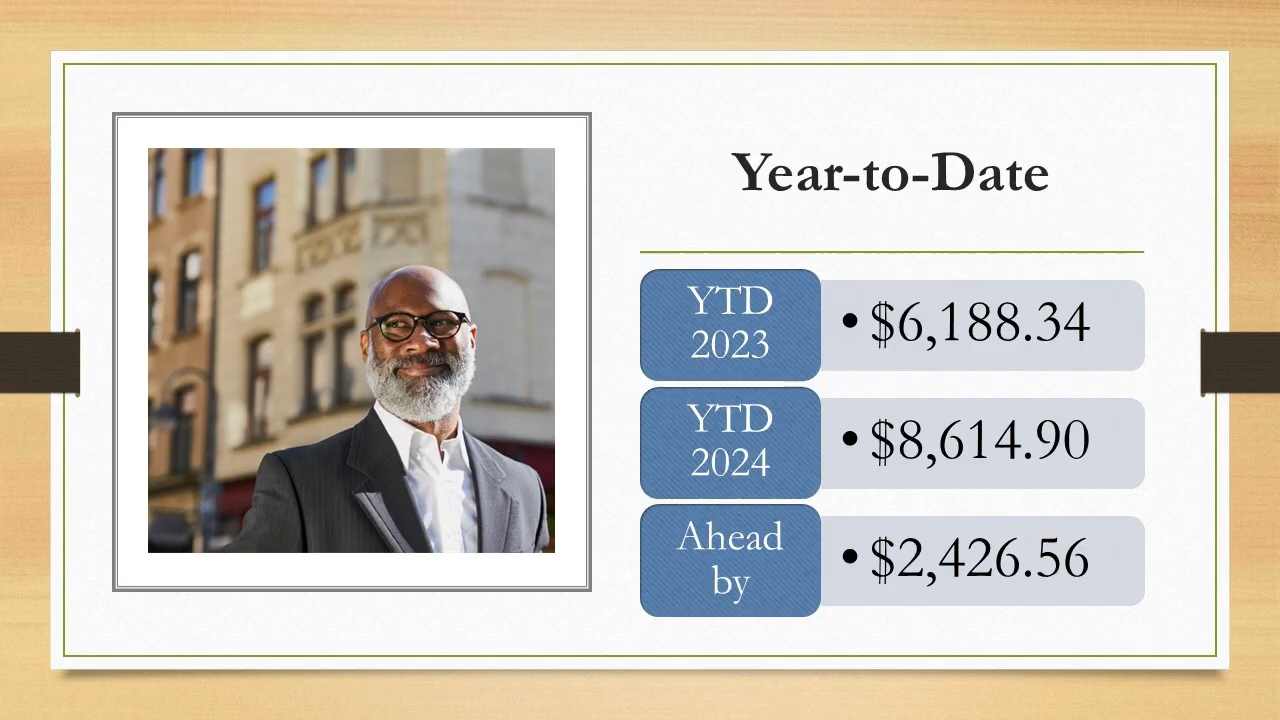 Year-to-Date
YTD
2023
• $6,188.34
YTD
2024
• $8,614.90
Ahead
by
• $2,426.56